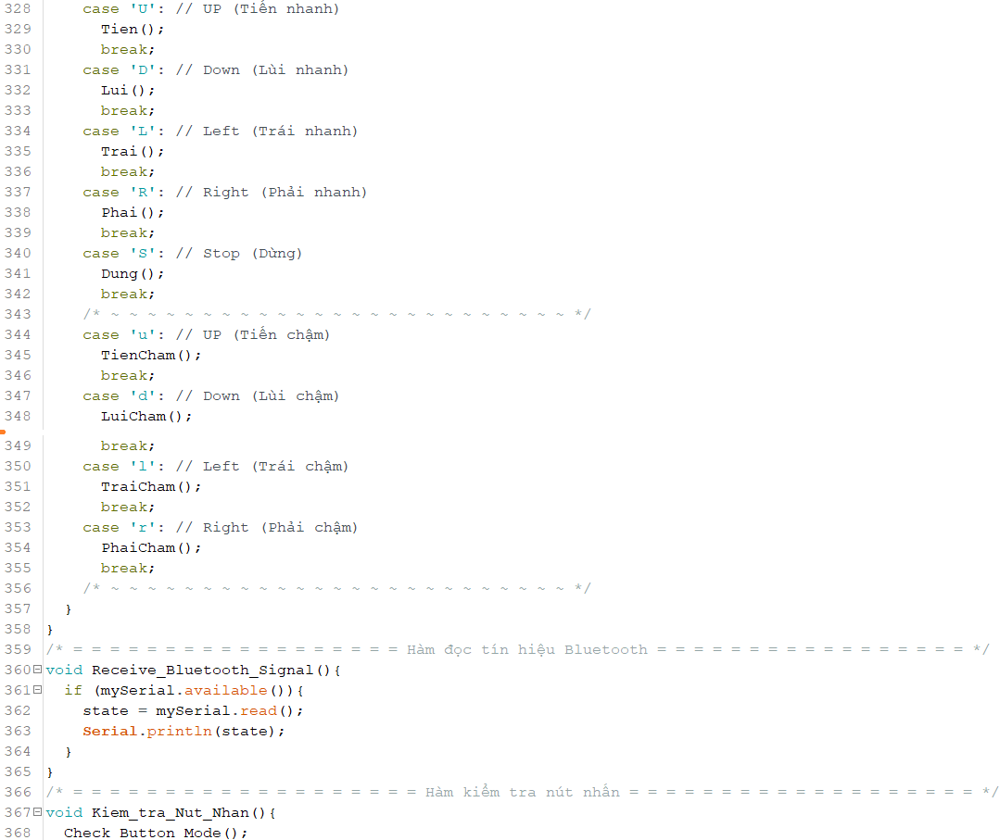 328 case 'U': // UP (Tiến nhanh)
329 Tien();
330 break;
331 case 'D': // Down (Lùi nhanh)
332 Lui();
333 break;
334 case 'L': // Left (Trái nhanh)
335 Trai();
336 break;
337 case 'R': // Right (Phải nhanh)
338 Phai();
339 break;
340 case 'S': // Stop (Dừng)
341 Dung();
342 break;
343 /* ~ ~ ~ ~ ~ ~ ~ ~ ~ ~ ~ ~ ~ ~ ~ ~ ~ ~ ~ ~ ~ ~ ~ ~ ~ */
344 case 'u': // UP (Tiến chậm)
345 TienCham();
346 break;
347 case 'd': // Down (Lùi chậm)
348 LuiCham();
349 break;
350 case 'l': // Left (Trái chậm)
351 TraiCham();
352 break;
353 case 'r': // Right (Phải chậm)
354 PhaiCham();
355 break;
356 /* ~ ~ ~ ~ ~ ~ ~ ~ ~ ~ ~ ~ ~ ~ ~ ~ ~ ~ ~ ~ ~ ~ ~ ~ ~ */
357 }
358 }
359 /* = = = = = = = = = = = = = = = = = = Hàm đọc tín hiệu Bluetooth = = = = = = = = = = = = = = = = = */
360 void Receive_Bluetooth_Signal(){
361 if (mySerial.available()){
362 state = mySerial.read();
363 Serial.println(state);
364 }
365 }
366 /* = = = = = = = = = = = = = = = = = = = Hàm kiểm tra nút nhấn = = = = = = = = = = = = = = = = = = = */
367 void Kiem_tra_Nut_Nhan(){
368 Check_Button_Mode();